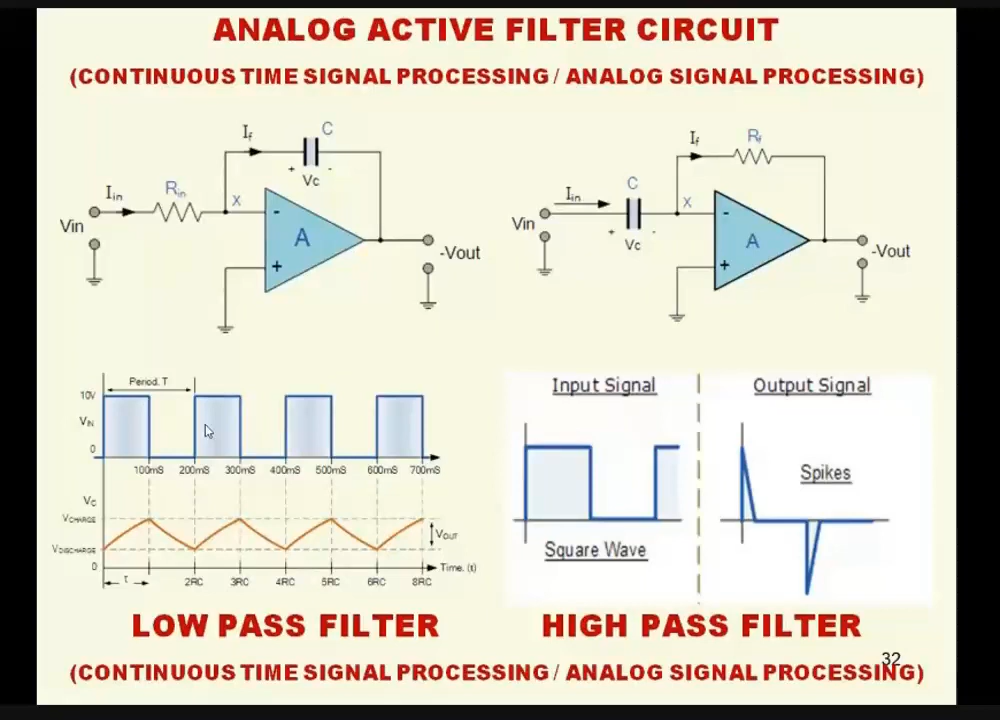 ANALOG ACTIVE FILTER CIRCUIT
(CONTINUOUS TIME SIGNAL PROCESSING / ANALOG SIGNAL PROCESSING)
If
C
+ Vc -
Iin
Rin
X
Vin
-
A
+
-Vout
If
Rf
Iin
C
X
Vin
+ Vc -
-
A
+
-Vout
Period, T
10V
VIN
0
100mS 200mS 300mS 400mS 500mS 600mS 700mS
VC
VCHARGE
VDISCHARGE
VOUT
0
Time, (t)
τ
2RC 3RC 4RC 5RC 6RC 8RC
Input Signal
Output Signal
Spikes
Square Wave
LOW PASS FILTER
HIGH PASS FILTER
32
(CONTINUOUS TIME SIGNAL PROCESSING / ANALOG SIGNAL PROCESSING)